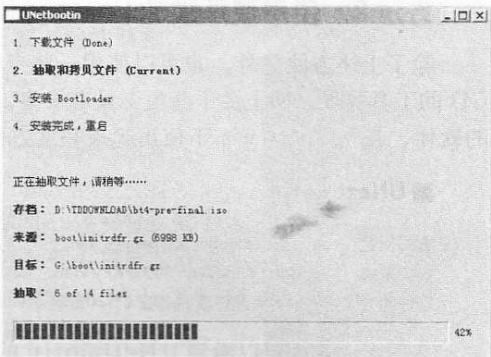 UNetbootin
1. 下载文件 (Done)
2. 抽取和拷贝文件 (Current)
3. 安装 Bootloader
4. 安装完成，重启
正在抽取文件，请稍等……
存档： D:\TDDOWNLOAD\bt4-pre-final.iso
来源： boot\initrdfr.gz (6998 KB)
目标： G:\boot\initrdfr.gz
抽取： 6 of 14 files
42%